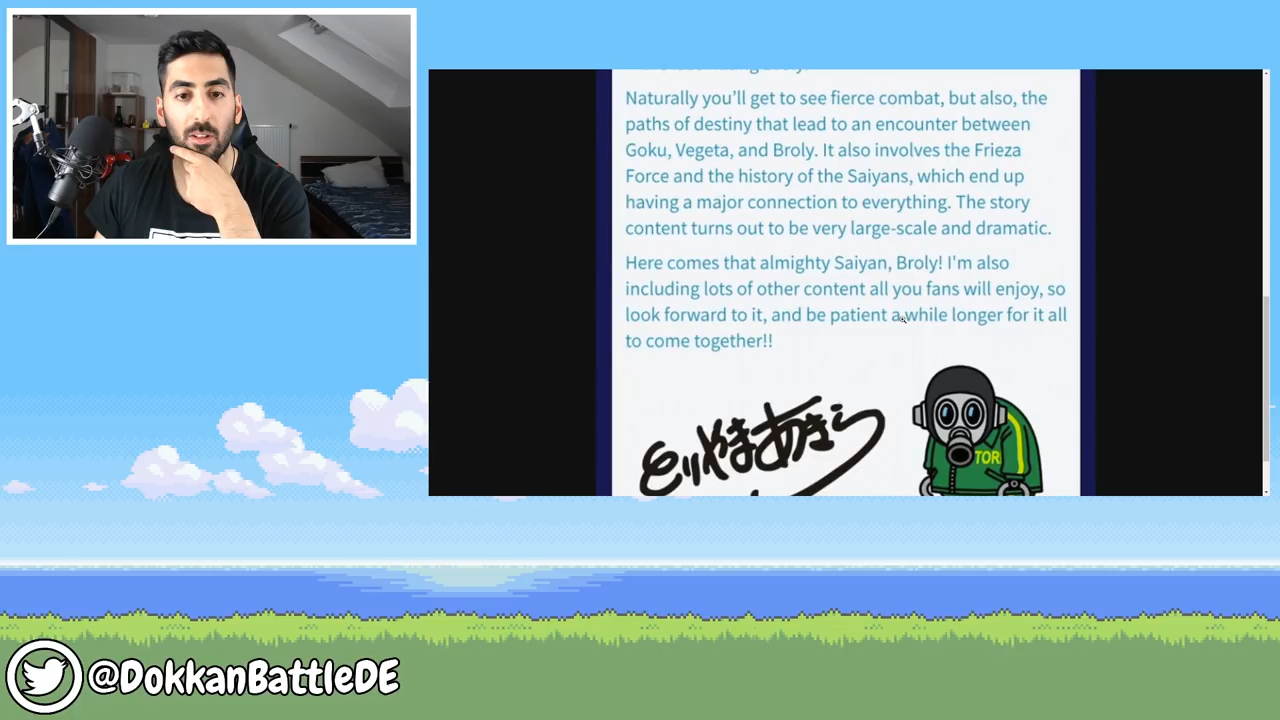 Naturally you'll get to see fierce combat, but also, the
paths of destiny that lead to an encounter between
Goku, Vegeta, and Broly. It also involves the Frieza
Force and the history of the Saiyans, which end up
having a major connection to everything. The story
content turns out to be very large-scale and dramatic.
Here comes that almighty Saiyan, Broly! I'm also
including lots of other content all you fans will enjoy, so
look forward to it, and be patient a while longer for it all
to come together!!
とりやまあきら
TORI
@DokkanBattleDE